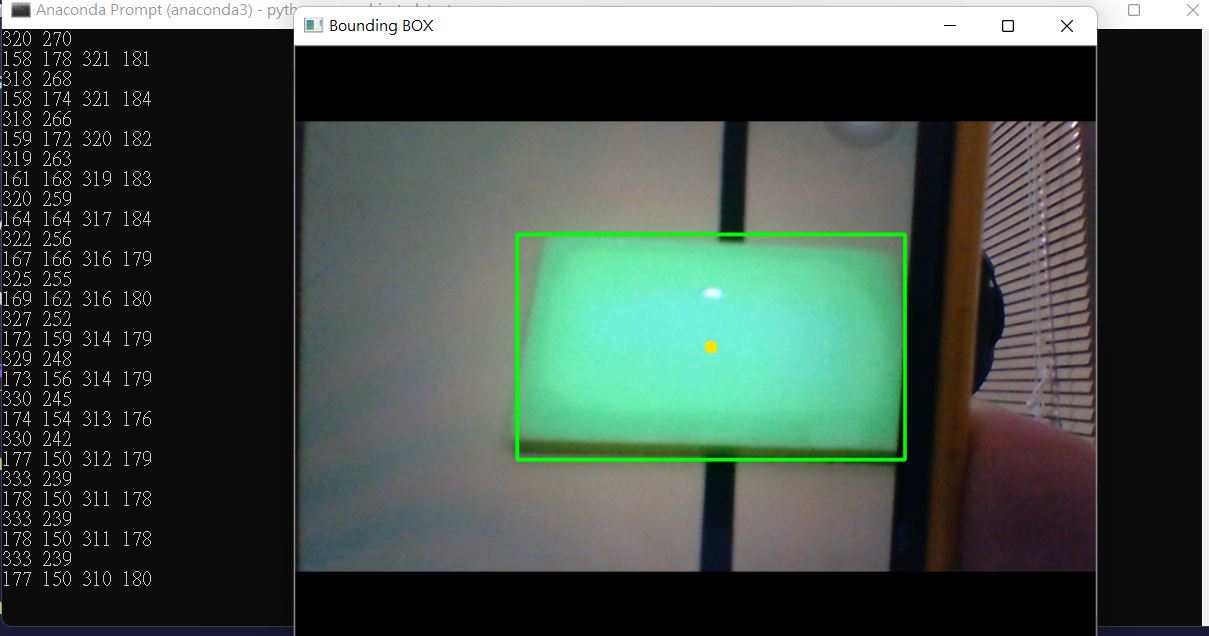 Anaconda Prompt (anaconda3) - pyth
Bounding BOX
320 270
158 178 321 181
318 268
158 174 321 184
318 266
159 172 320 182
319 263
161 168 319 183
320 259
164 164 317 184
322 256
167 166 316 179
325 255
169 162 316 180
327 252
172 159 314 179
329 248
173 156 314 179
330 245
174 154 313 176
330 242
177 150 312 179
333 239
178 150 311 178
333 239
178 150 311 178
333 239
177 150 310 180